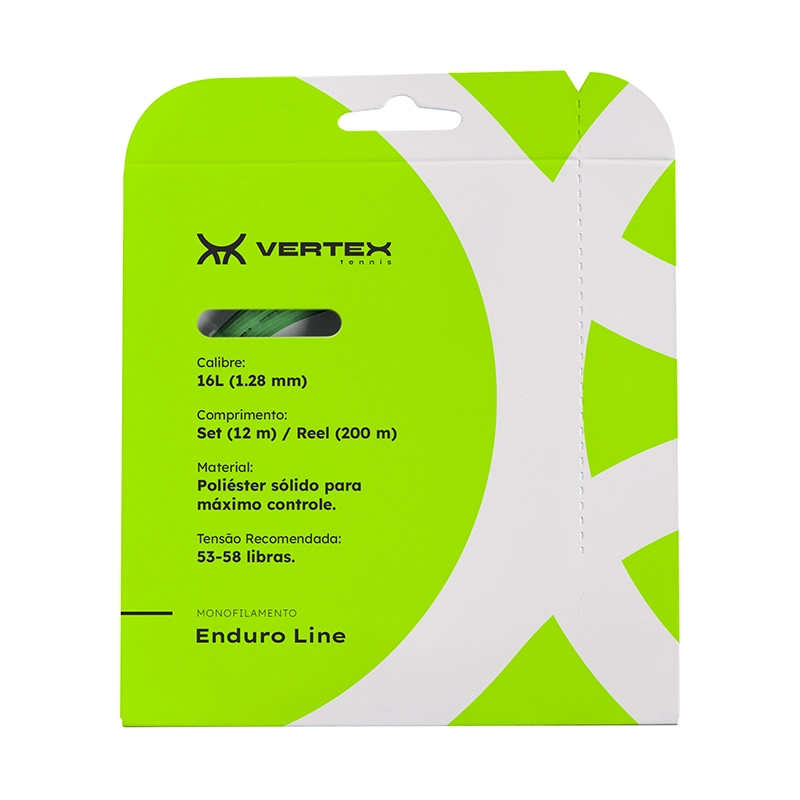 VERTEX
tennis
Calibre:
16L (1.28 mm)
Comprimento:
Set (12 m) / Reel (200 m)
Material:
Poliéster sólido para
máximo controle.
Tensão Recomendada:
53-58 libras.
MONOFILAMENTO
Enduro Line